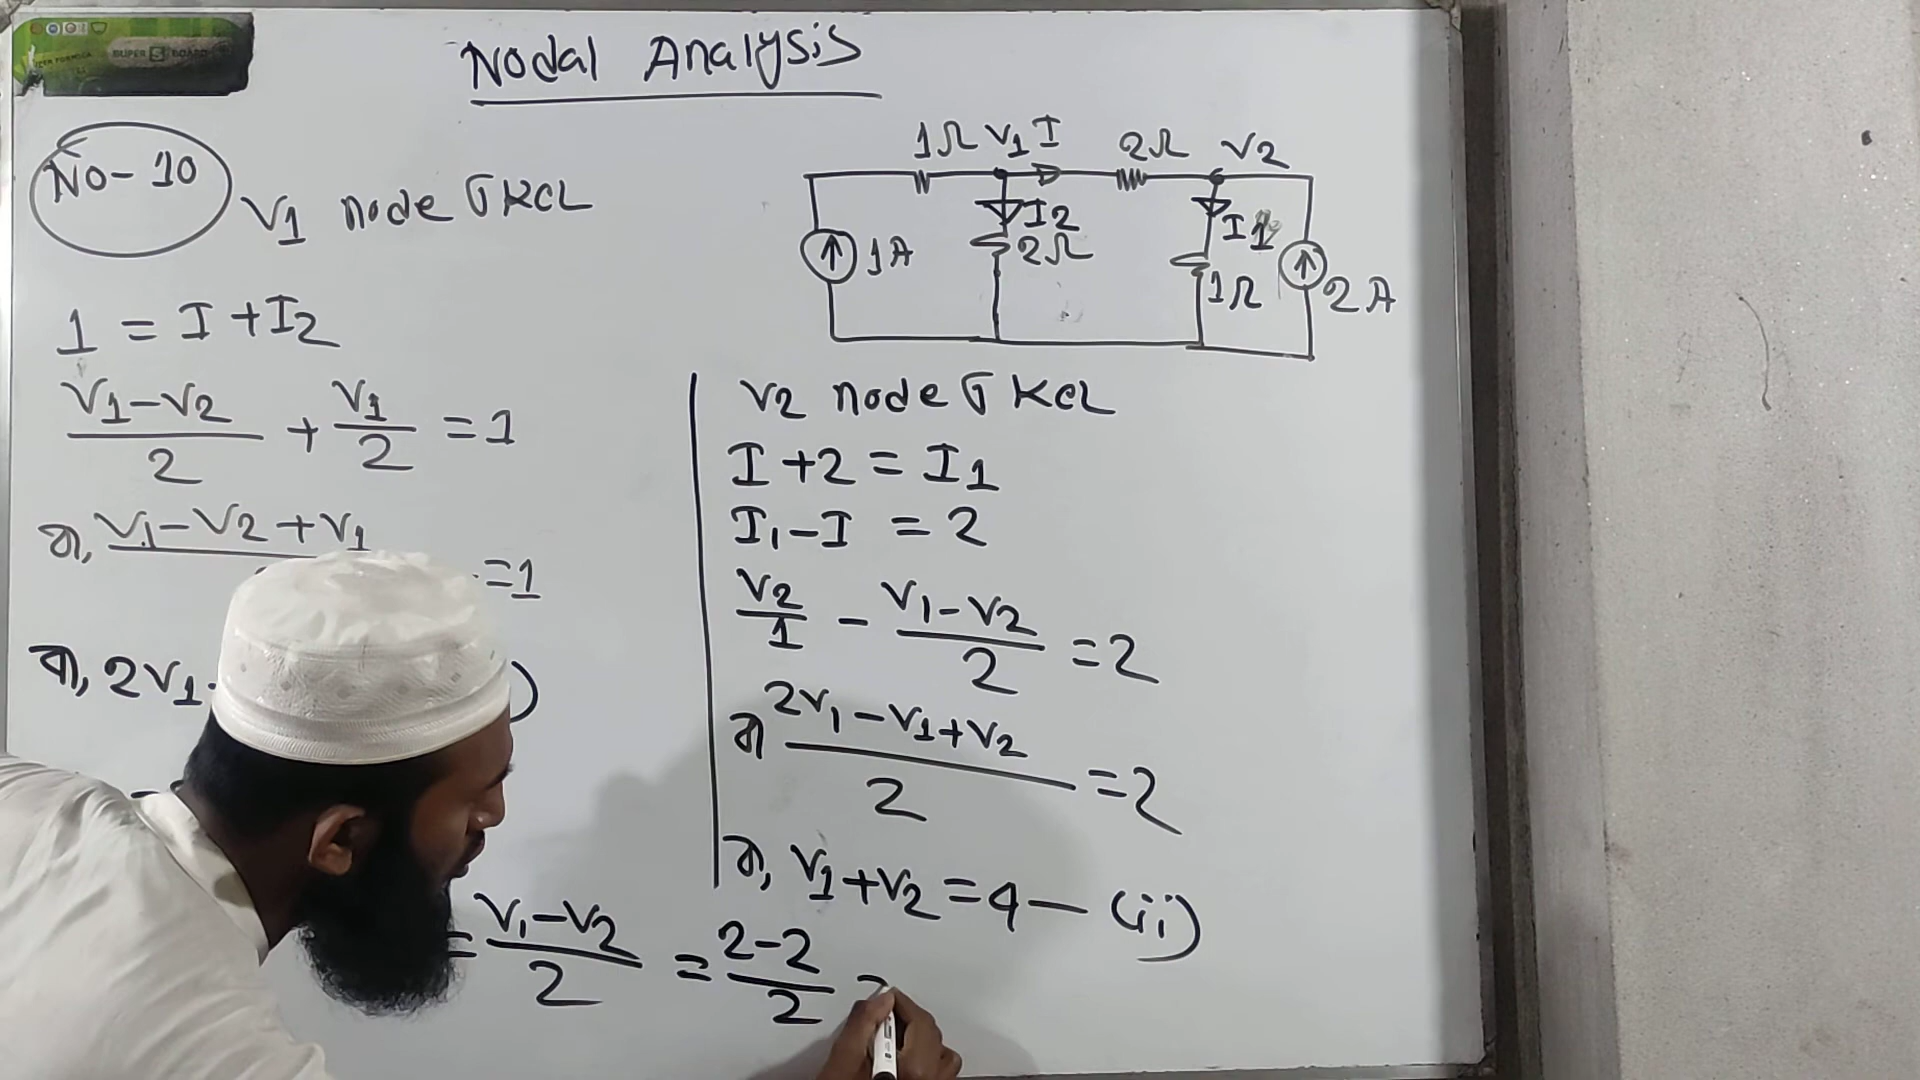 SUPER S BOARD
Nodal Analysis
No-10
V1 node এ KCL
1 = I + I2
V1-V2/2 + V1/2 = 1
বা, V1-V2+V1 =1
বা, 2V1- )
= V1-V2/2 = 2-2/2
1Ω V1 I 2Ω V2
I2 I1
1A 2Ω 1Ω 2A
V2 node এ KCL
I+2 = I1
I1-I = 2
V2/1 - V1-V2/2 = 2
বা 2V1-V1+V2/2 = 2
বা, V1+V2 = 4 — (ii)